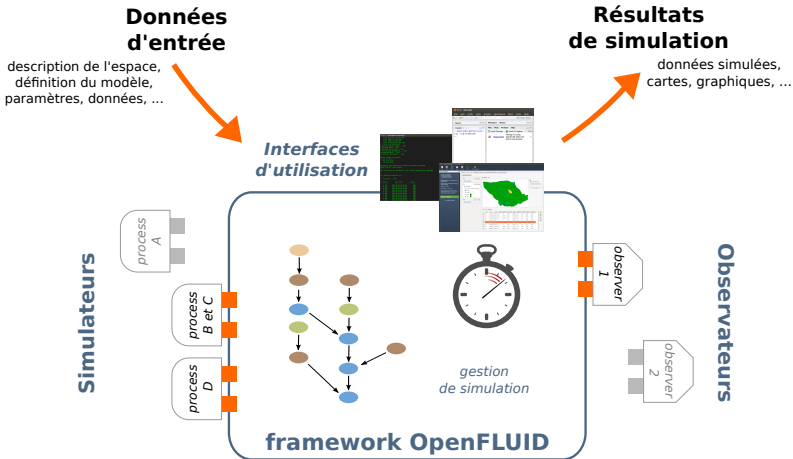 Données
d'entrée
description de l'espace,
définition du modèle,
paramètres, données, ...
Résultats
de simulation
données simulées,
cartes, graphiques, ...
Interfaces
d'utilisation
Simulateurs
process
A
process
B et C
process
D
gestion
de simulation
framework OpenFLUID
observer
1
observer
2
Observateurs